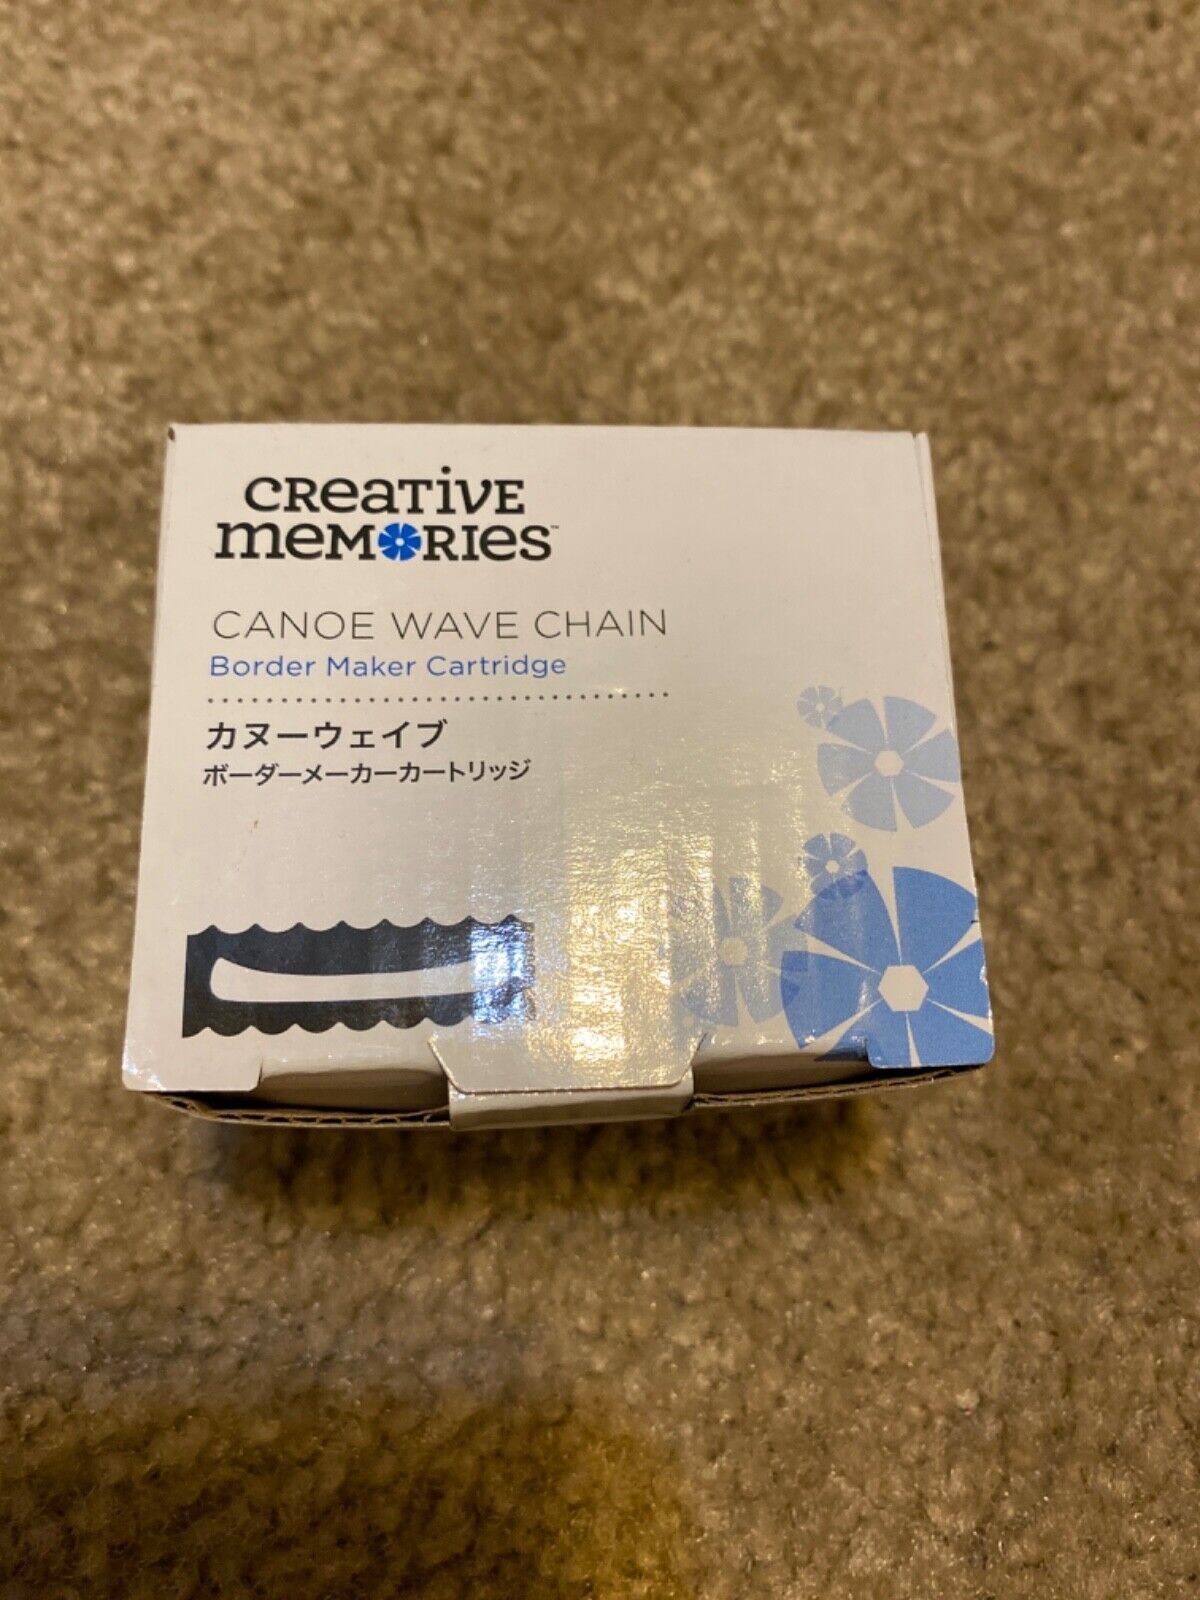 CReaTiVE
memORies™
CANOE WAVE CHAIN
Border Maker Cartridge
カヌーウェイブ
ボーダーメーカーカートリッジ